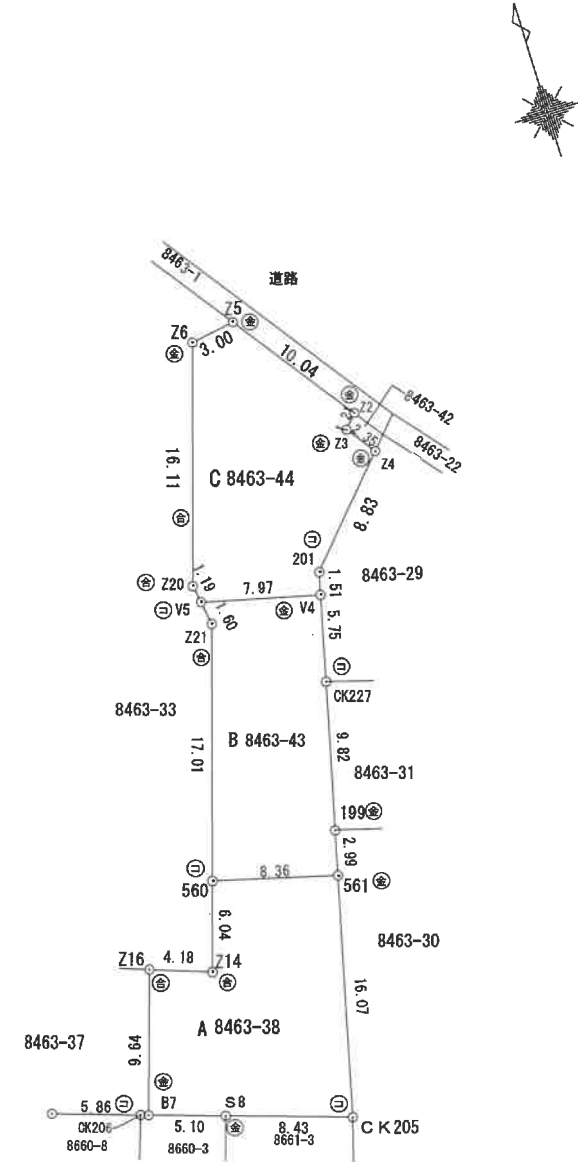 8463-1
道路
Z5
金
Z6
金
3.00
10.04
金
Z2
8463-42
金
Z3
2.35
8463-22
金
Z4
16.11
C 8463-44
8.83
合
コ
201
合
Z20
1.19
7.97
1.51
8463-29
コ
V5
金
V4
1.60
5.75
Z21
合
コ
CK227
8463-33
B 8463-43
17.01
9.82
8463-31
199
金
2.99
コ
560
8.36
561
金
6.04
8463-30
Z16
4.18
Z14
合
合
16.07
A 8463-38
9.64
8463-37
金
5.86
コ
B7
S8
コ
CK206
5.10
金
8.43
CK205
8660-8
8660-3
8661-3